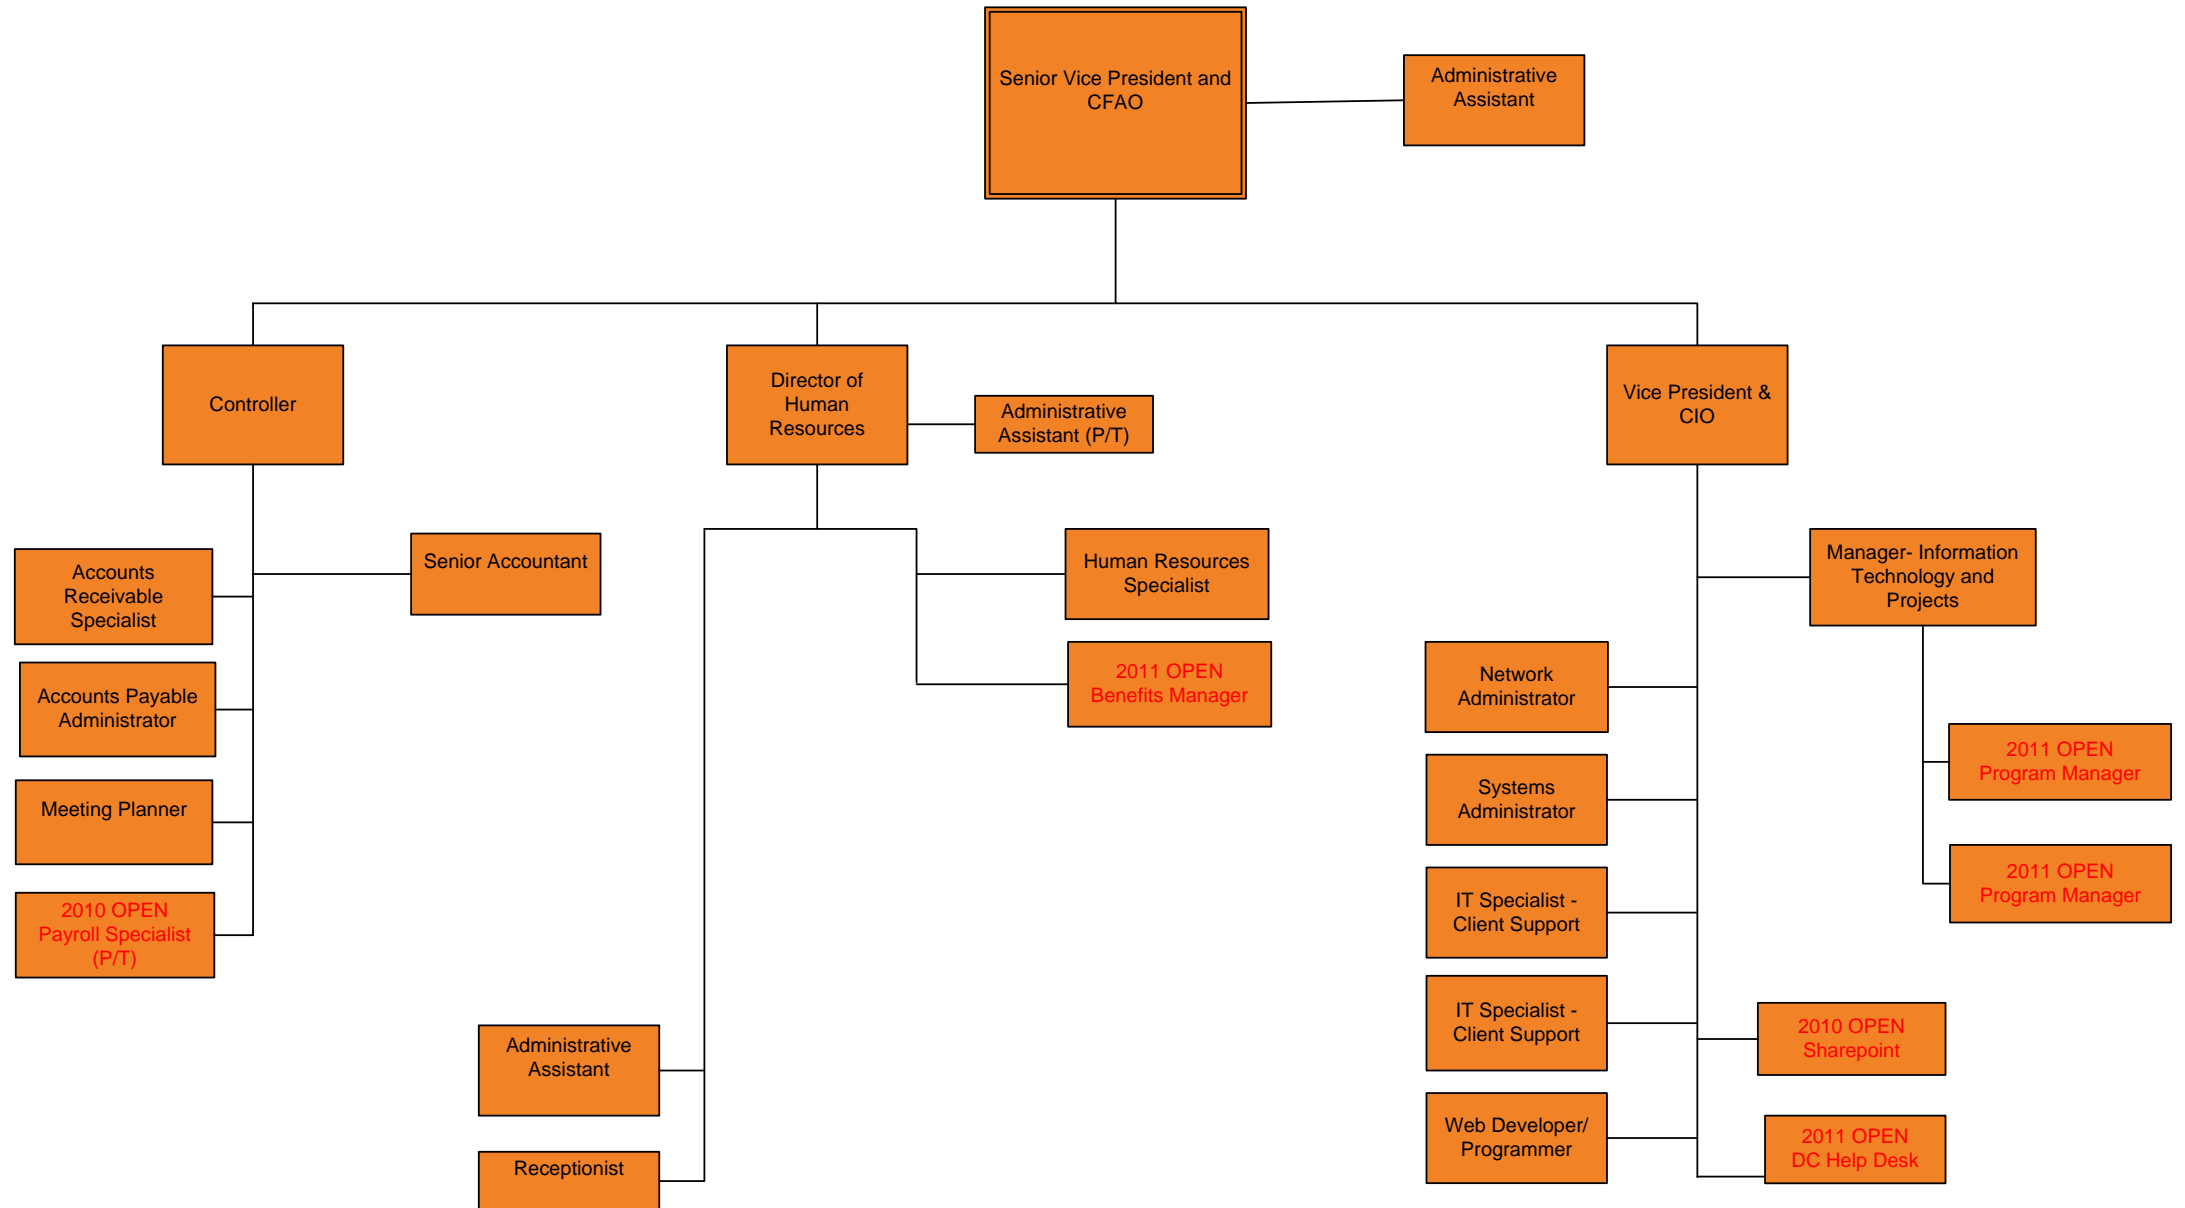 Senior Vice President and
CFAO
Administrative
Assistant
Controller
Director of
Human
Resources
Administrative
Assistant (P/T)
Vice President &
CIO
Accounts
Receivable
Specialist
Senior Accountant
Accounts Payable
Administrator
Meeting Planner
2010 OPEN
Payroll Specialist
(P/T)
Human Resources
Specialist
2011 OPEN
Benefits Manager
Administrative
Assistant
Receptionist
Manager- Information
Technology and
Projects
Network
Administrator
2011 OPEN
Program Manager
Systems
Administrator
2011 OPEN
Program Manager
IT Specialist -
Client Support
IT Specialist -
Client Support
2010 OPEN
Sharepoint
Web Developer/
Programmer
2011 OPEN
DC Help Desk